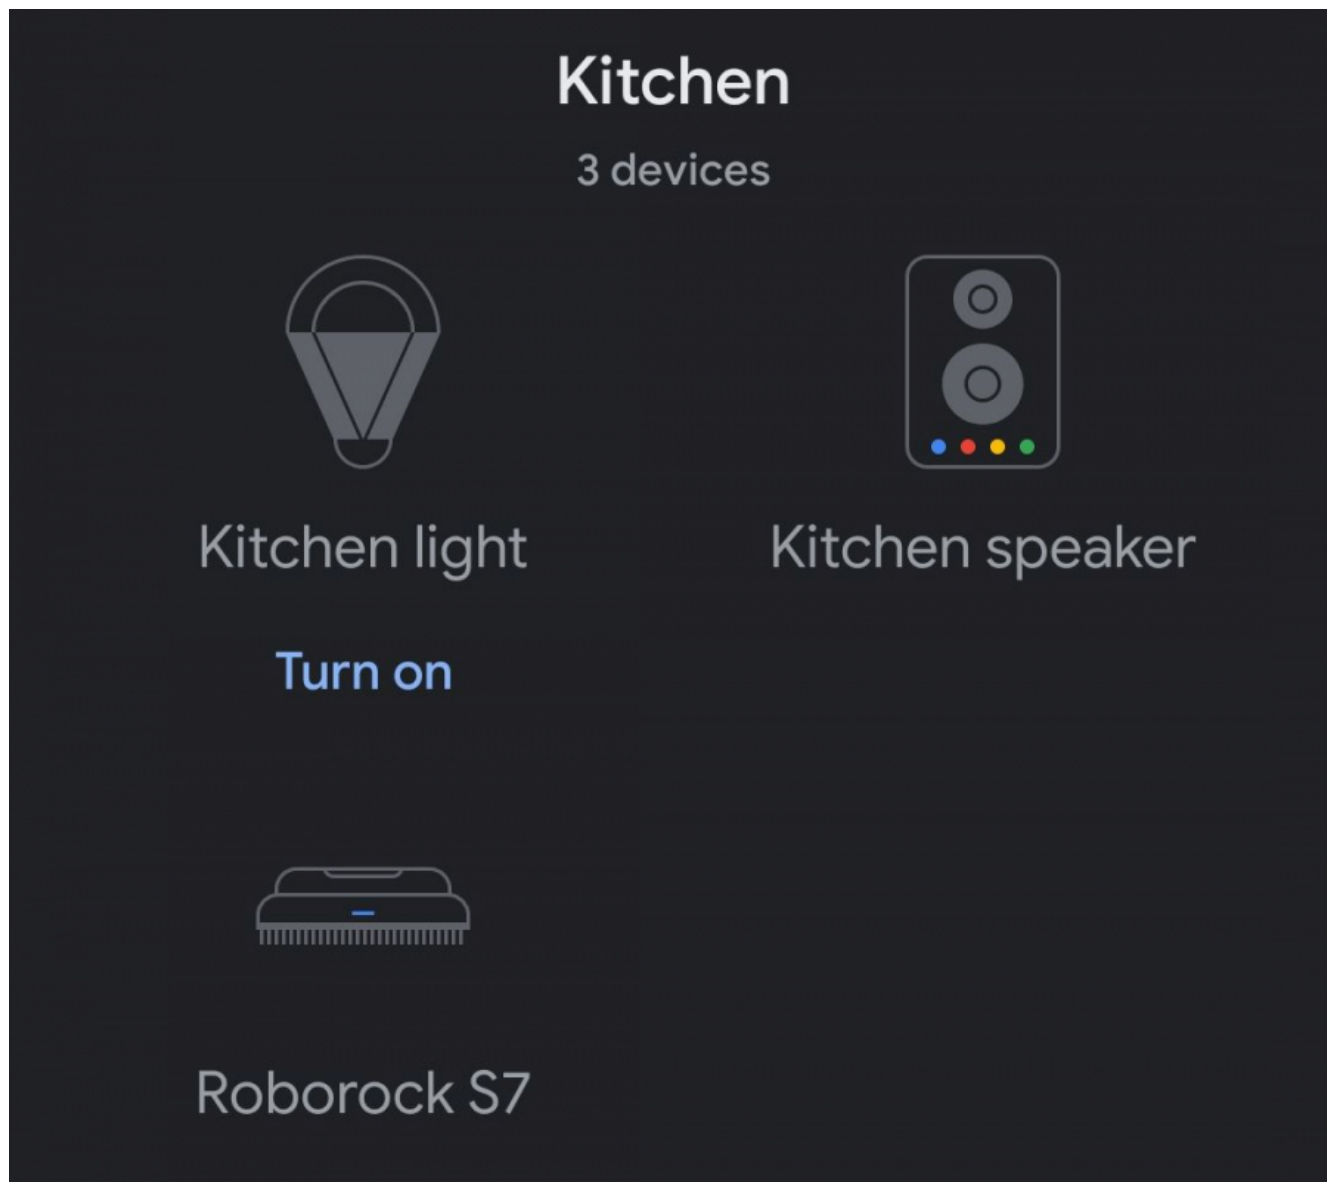 Kitchen
3 devices
Kitchen light
Kitchen speaker
Turn on
Roborock S7